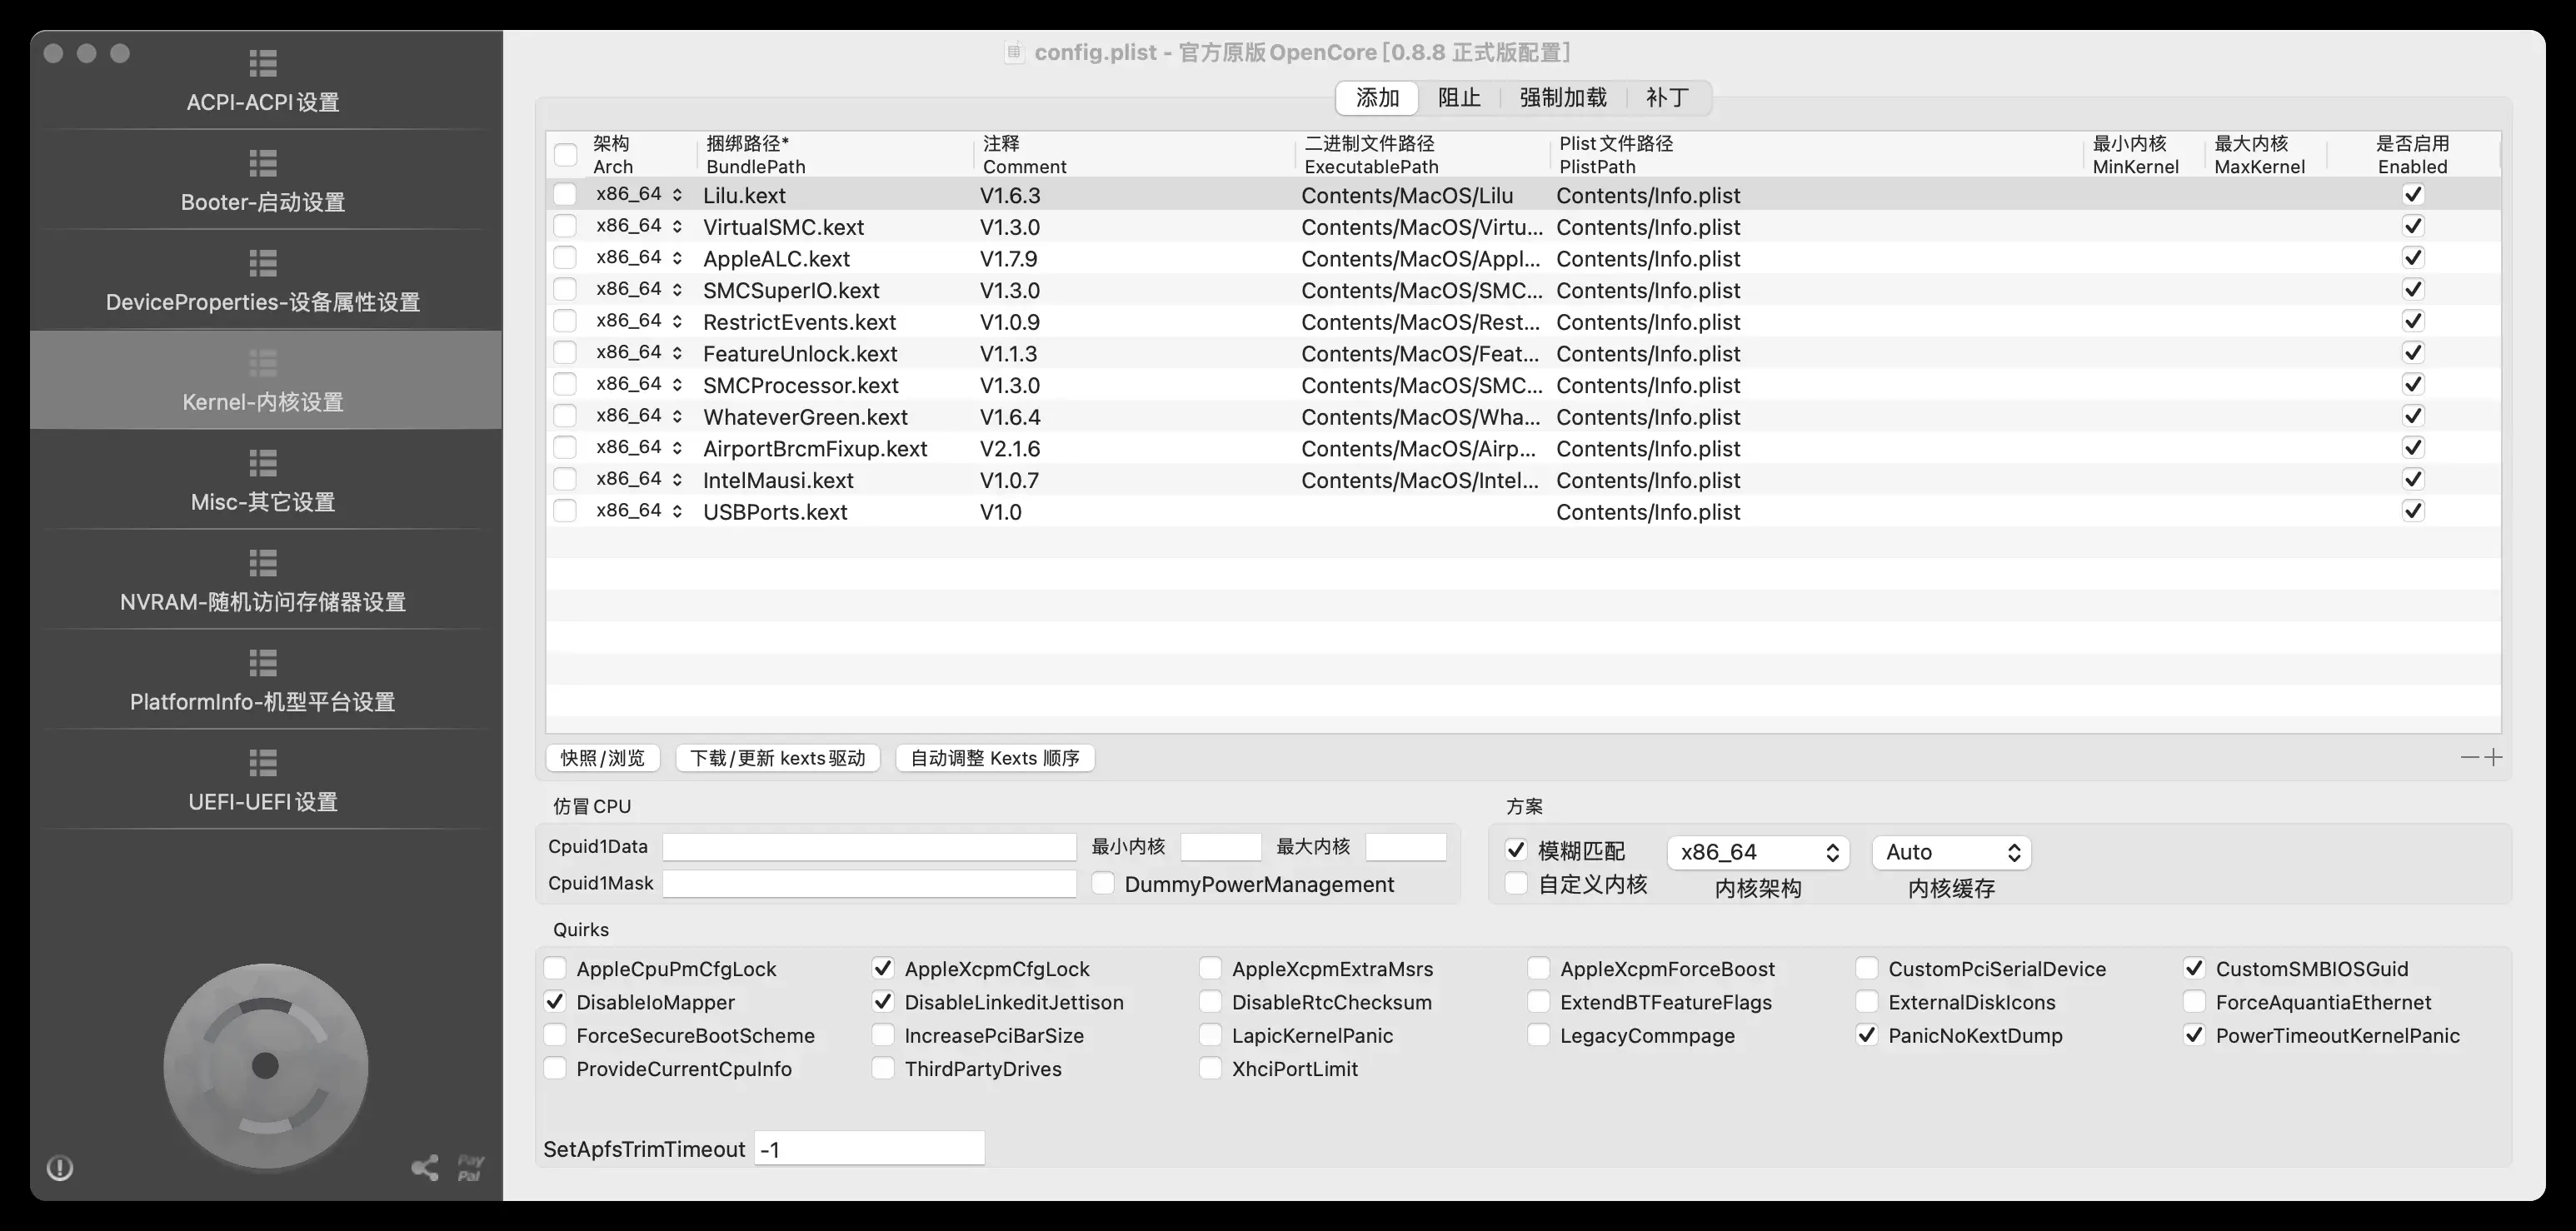 config.plist - 官方原版OpenCore[0.8.8 正式版配置]
ACPI-ACPI设置
Booter-启动设置
DeviceProperties-设备属性设置
Kernel-内核设置
Misc-其它设置
NVRAM-随机访问存储器设置
PlatformInfo-机型平台设置
UEFI-UEFI设置
Pay
Pal
添加 阻止 强制加载 补丁
架构 捆绑路径* 注释 二进制文件路径 Plist文件路径 最小内核 最大内核 是否启用
Arch BundlePath Comment ExecutablePath PlistPath MinKernel MaxKernel Enabled
x86_64 Lilu.kext V1.6.3 Contents/MacOS/Lilu Contents/Info.plist
x86_64 VirtualSMC.kext V1.3.0 Contents/MacOS/Virtu... Contents/Info.plist
x86_64 AppleALC.kext V1.7.9 Contents/MacOS/Appl... Contents/Info.plist
x86_64 SMCSuperIO.kext V1.3.0 Contents/MacOS/SMC... Contents/Info.plist
x86_64 RestrictEvents.kext V1.0.9 Contents/MacOS/Rest... Contents/Info.plist
x86_64 FeatureUnlock.kext V1.1.3 Contents/MacOS/Feat... Contents/Info.plist
x86_64 SMCProcessor.kext V1.3.0 Contents/MacOS/SMC... Contents/Info.plist
x86_64 WhateverGreen.kext V1.6.4 Contents/MacOS/Wha... Contents/Info.plist
x86_64 AirportBrcmFixup.kext V2.1.6 Contents/MacOS/Airp... Contents/Info.plist
x86_64 IntelMausi.kext V1.0.7 Contents/MacOS/Intel... Contents/Info.plist
x86_64 USBPorts.kext V1.0 Contents/Info.plist
快照/浏览 下载/更新 kexts驱动 自动调整 Kexts 顺序
仿冒CPU
Cpuid1Data 最小内核 最大内核
Cpuid1Mask DummyPowerManagement
方案
模糊匹配 x86_64 Auto
自定义内核 内核架构 内核缓存
Quirks
AppleCpuPmCfgLock AppleXcpmCfgLock AppleXcpmExtraMsrs AppleXcpmForceBoost CustomPciSerialDevice CustomSMBIOSGuid
DisableIoMapper DisableLinkeditJettison DisableRtcChecksum ExtendBTFeatureFlags ExternalDiskIcons ForceAquantiaEthernet
ForceSecureBootScheme IncreasePciBarSize LapicKernelPanic LegacyCommpage PanicNoKextDump PowerTimeoutKernelPanic
ProvideCurrentCpuInfo ThirdPartyDrives XhciPortLimit
SetApfsTrimTimeout -1